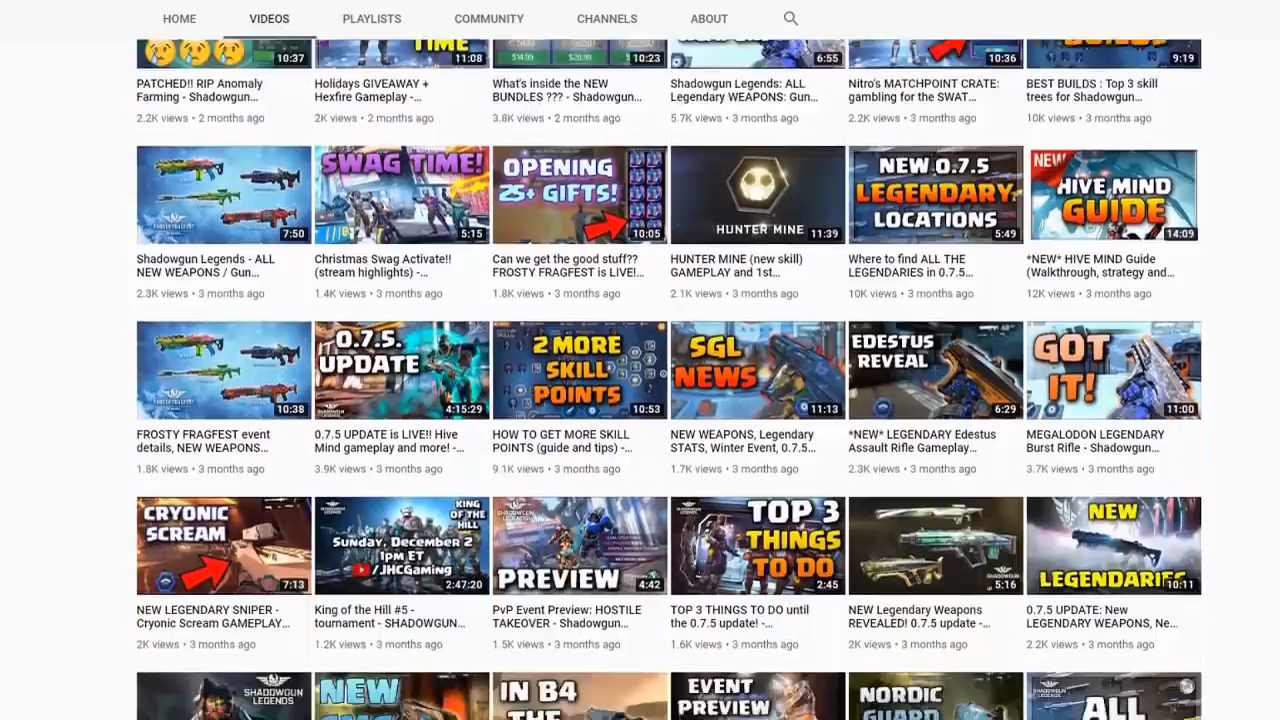 HOME VIDEOS PLAYLISTS COMMUNITY CHANNELS ABOUT
10:37
TIME
11:08
10:23
6:55
10:36
9:19
PATCHED!! RIP Anomaly
Farming - Shadowgun...
2.2K views • 2 months ago
Holidays GIVEAWAY +
Hexfire Gameplay -...
2K views • 2 months ago
What's inside the NEW
BUNDLES ??? - Shadowgun...
3.8K views • 2 months ago
Shadowgun Legends: ALL
Legendary WEAPONS: Gun...
5.7K views • 3 months ago
Nitro's MATCHPOINT CRATE:
gambling for the SWAT...
2.2K views • 3 months ago
BEST BUILDS : Top 3 skill
trees for Shadowgun...
10K views • 3 months ago
7:50
SWAG TIME!
5:15
OPENING
25+ GIFTS!
10:05
HUNTER MINE
11:39
NEW 0.7.5
LEGENDARY
LOCATIONS
5:49
NEW
HIVE MIND
GUIDE
14:09
Shadowgun Legends - ALL
NEW WEAPONS / Gun...
2.3K views • 3 months ago
Christmas Swag Activate!!
(stream highlights) -...
1.4K views • 3 months ago
Can we get the good stuff??
FROSTY FRAGFEST is LIVE!...
1.8K views • 3 months ago
HUNTER MINE (new skill)
GAMEPLAY and 1st...
2.1K views • 3 months ago
Where to find ALL THE
LEGENDARIES in 0.7.5...
10K views • 3 months ago
*NEW* HIVE MIND Guide
(Walkthrough, strategy and...
12K views • 3 months ago
10:38
0.7.5.
UPDATE
4:15:29
2 MORE
SKILL
POINTS
10:53
SGL
NEWS
11:13
EDESTUS
REVEAL
6:29
GOT
IT!
11:00
FROSTY FRAGFEST event
details, NEW WEAPONS...
1.8K views • 3 months ago
0.7.5 UPDATE is LIVE!! Hive
Mind gameplay and more! -...
3.9K views • 3 months ago
HOW TO GET MORE SKILL
POINTS (guide and tips) -...
9.1K views • 3 months ago
NEW WEAPONS, Legendary
STATS, Winter Event, 0.7.5...
1.7K views • 3 months ago
*NEW* LEGENDARY Edestus
Assault Rifle Gameplay...
2.3K views • 3 months ago
MEGALODON LEGENDARY
Burst Rifle - Shadowgun...
3.7K views • 3 months ago
CRYONIC
SCREAM
7:13
KING
OF THE
HILL
SUNDAY, DECEMBER 2
1PM ET
/JHCGAMING
2:47:20
PREVIEW
4:42
TOP 3
THINGS
TO DO
2:45
5:16
NEW
LEGENDARIES
10:11
NEW LEGENDARY SNIPER -
Cryonic Scream GAMEPLAY...
2K views • 3 months ago
King of the Hill #5 -
tournament - SHADOWGUN...
1.2K views • 3 months ago
PvP Event Preview: HOSTILE
TAKEOVER - Shadowgun...
1.5K views • 3 months ago
TOP 3 THINGS TO DO until
the 0.7.5 update! -...
1.6K views • 3 months ago
NEW Legendary Weapons
REVEALED! 0.7.5 update -...
2K views • 3 months ago
0.7.5 UPDATE: New
LEGENDARY WEAPONS, Ne...
2.2K views • 3 months ago
SHADOWGUN
LEGENDS
NEW
IN B4
THE
EVENT
PREVIEW
NORDIC
GUARD
ALL